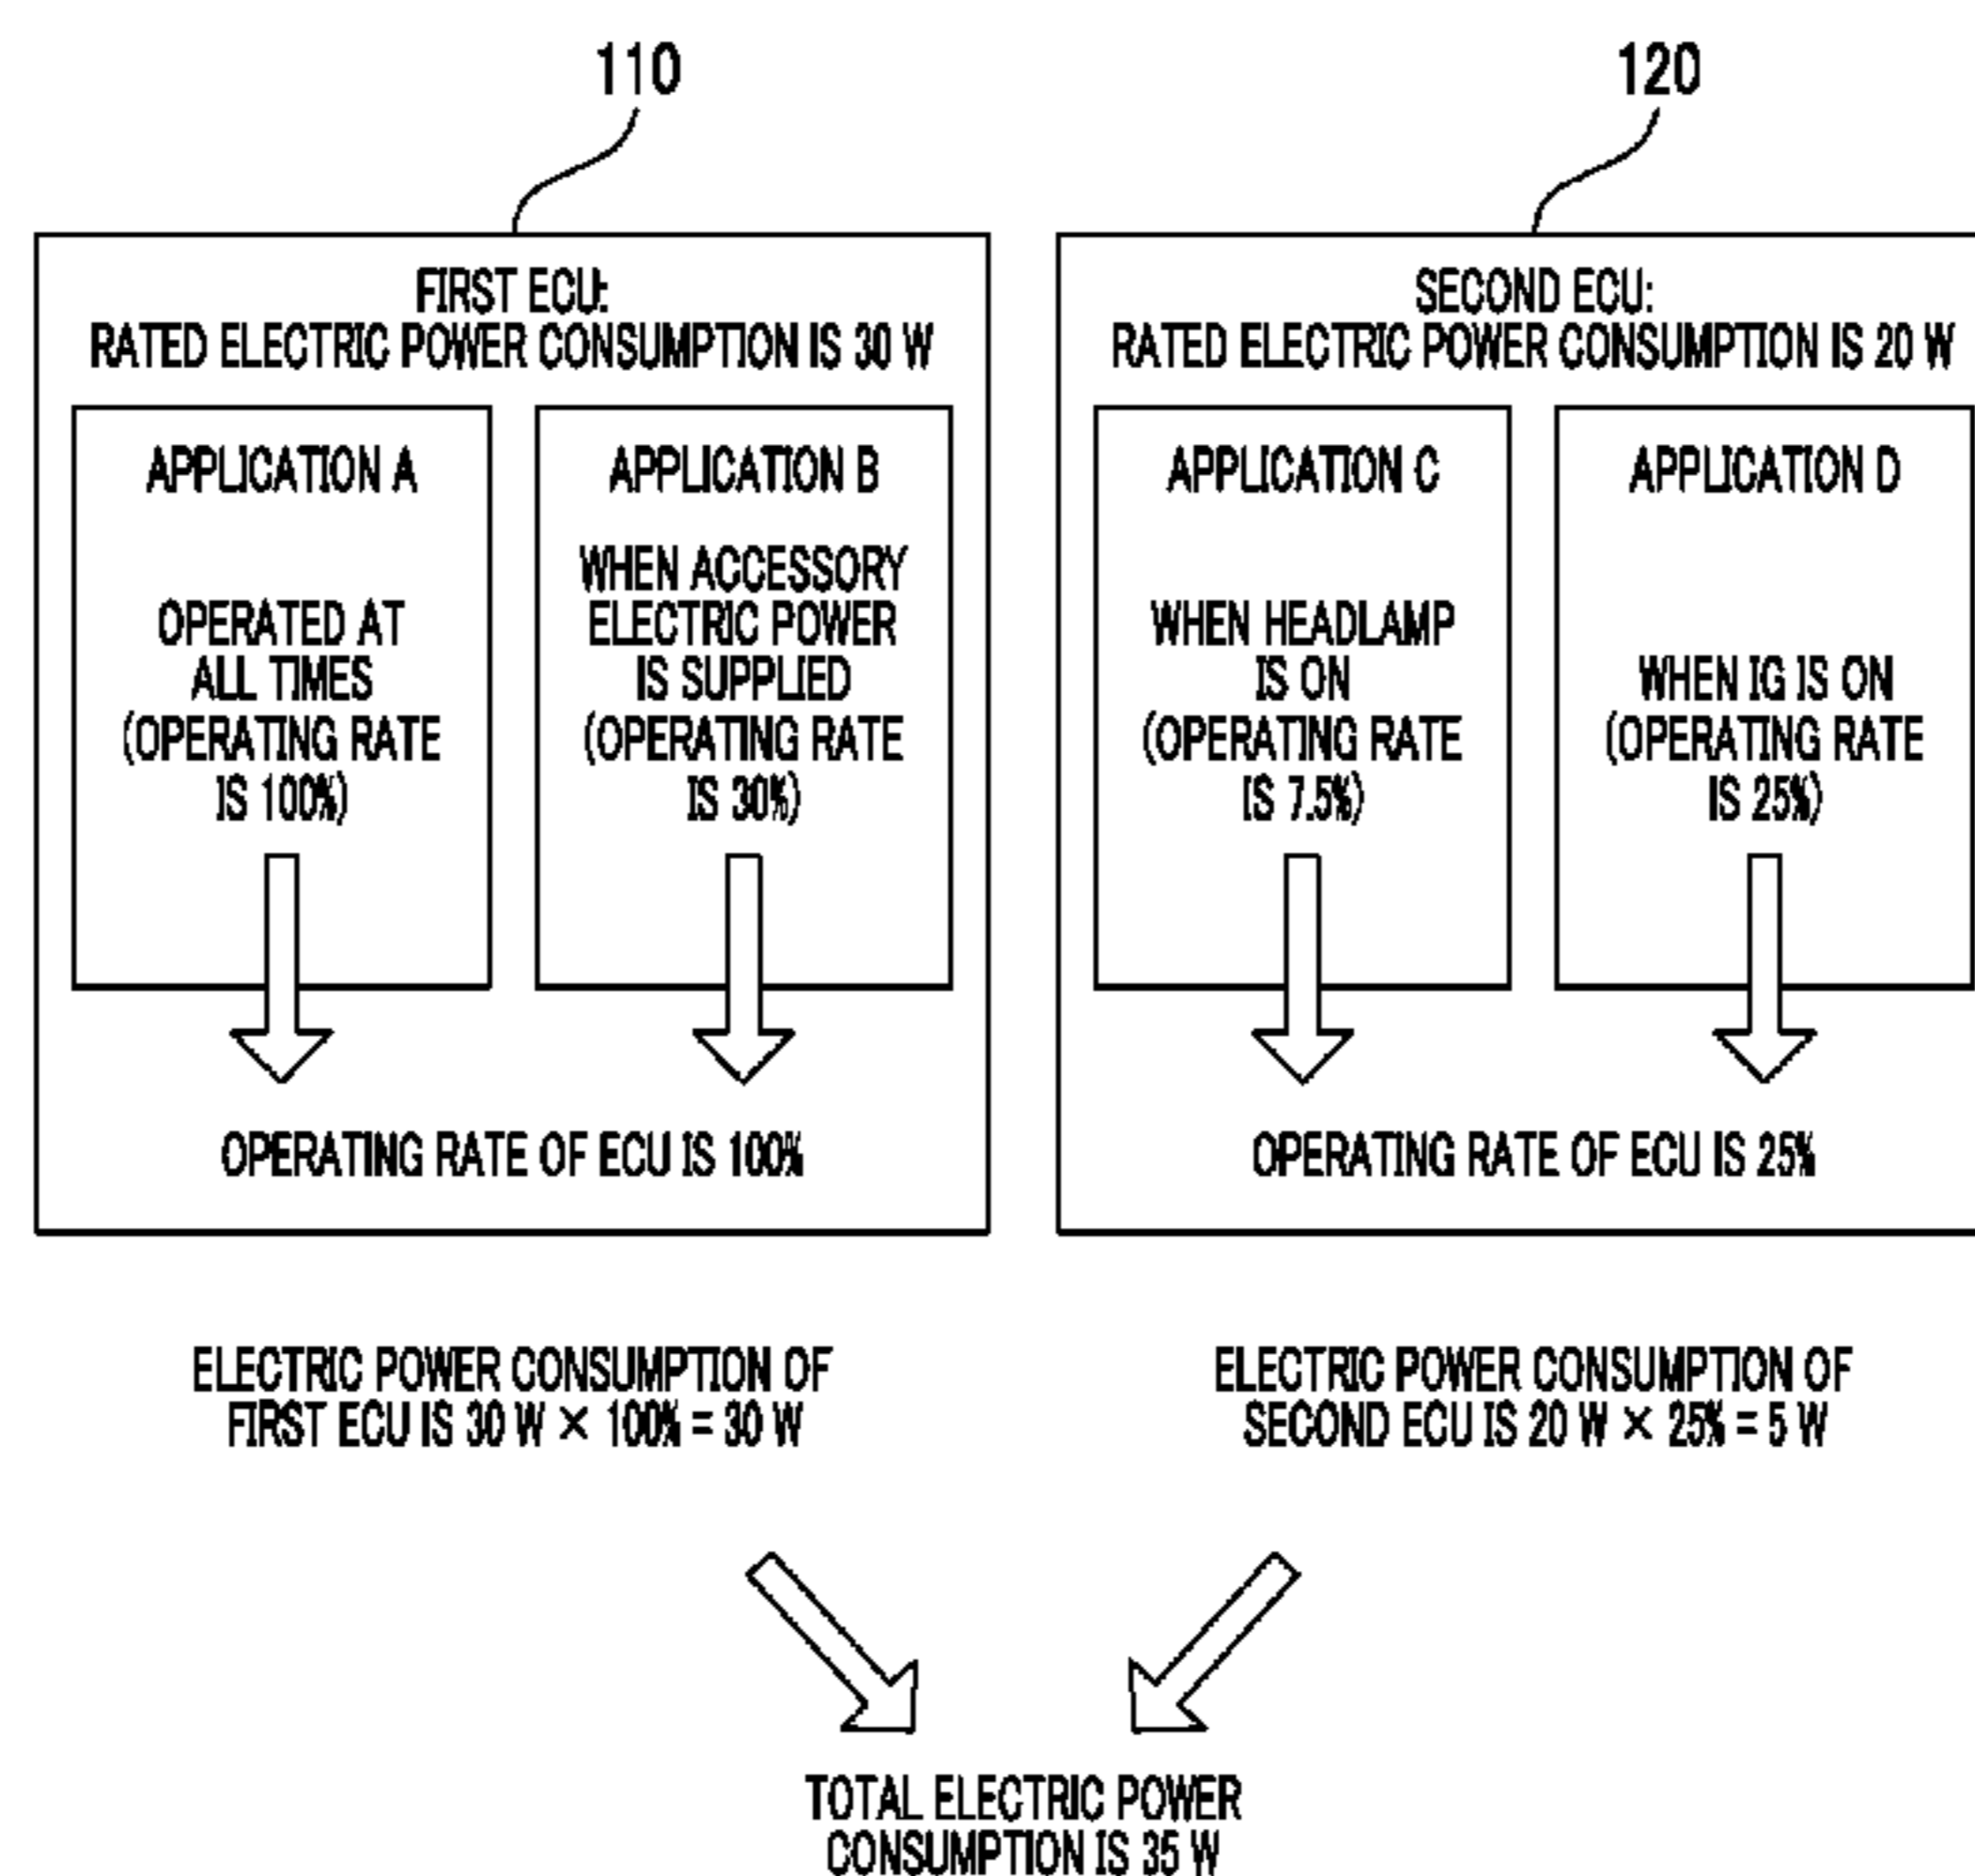 110
120
FIRST ECU:
RATED ELECTRIC POWER CONSUMPTION IS 30 W
APPLICATION A
OPERATED AT
ALL TIMES
(OPERATING RATE
IS 100%)
APPLICATION B
WHEN ACCESSORY
ELECTRIC POWER
IS SUPPLIED
(OPERATING RATE
IS 30%)
OPERATING RATE OF ECU IS 100%
SECOND ECU:
RATED ELECTRIC POWER CONSUMPTION IS 20 W
APPLICATION C
WHEN HEADLAMP
IS ON
(OPERATING RATE
IS 7.5%)
APPLICATION D
WHEN IG IS ON
(OPERATING RATE
IS 25%)
OPERATING RATE OF ECU IS 25%
ELECTRIC POWER CONSUMPTION OF
FIRST ECU IS 30 W × 100% = 30 W
ELECTRIC POWER CONSUMPTION OF
SECOND ECU IS 20 W × 25% = 5 W
TOTAL ELECTRIC POWER
CONSUMPTION IS 35 W